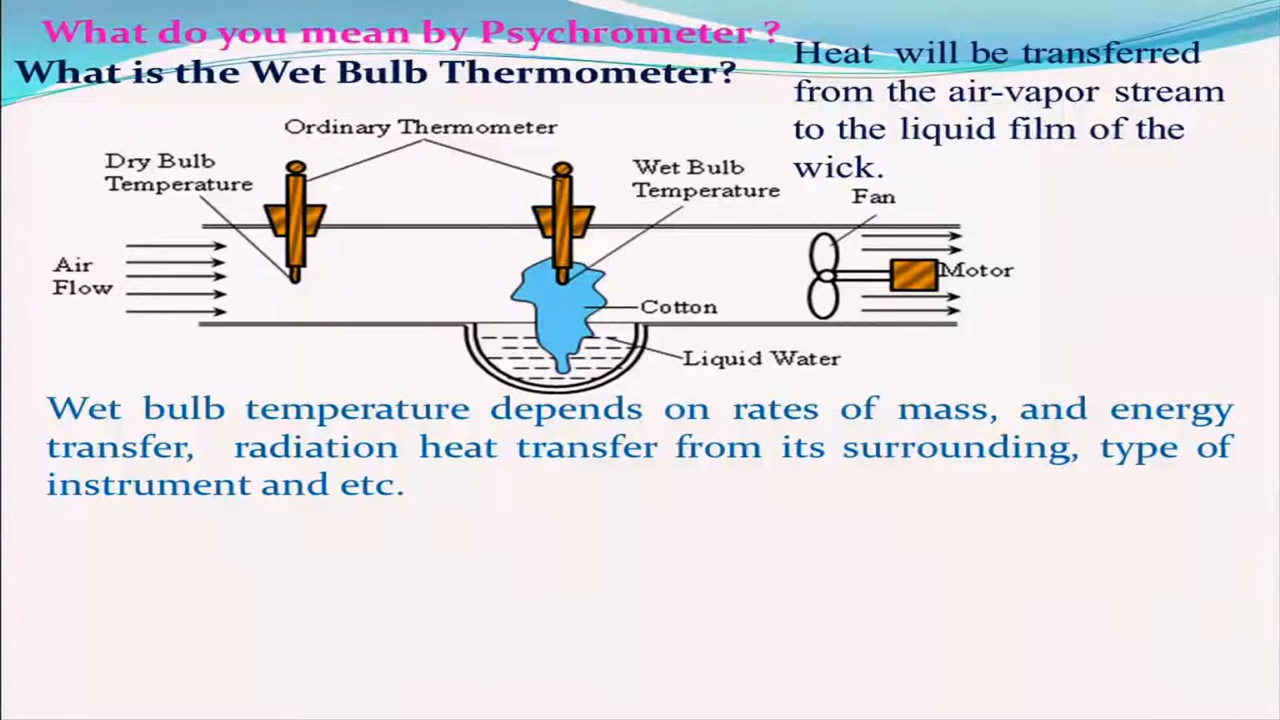 What do you mean by Psychrometer ?
What is the Wet Bulb Thermometer?
Heat will be transferred
from the air-vapor stream
to the liquid film of the
wick.
Ordinary Thermometer
Dry Bulb
Temperature
Wet Bulb
Temperature
Fan
Air
Flow
Motor
Cotton
Liquid Water
Wet bulb temperature depends on rates of mass, and energy
transfer, radiation heat transfer from its surrounding, type of
instrument and etc.